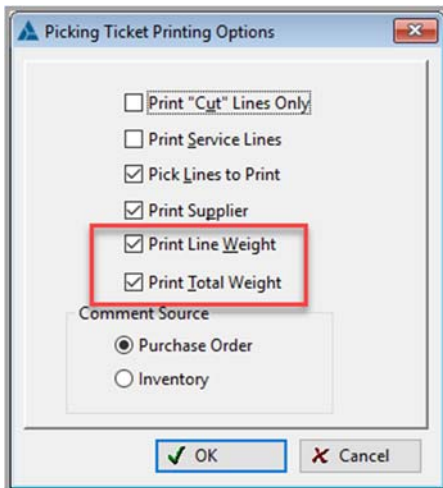 Picking Ticket Printing Options
Print "Cut" Lines Only
Print Service Lines
Pick Lines to Print
Print Supplier
Print Line Weight
Print Total Weight
Comment Source
Purchase Order
Inventory
OK
Cancel